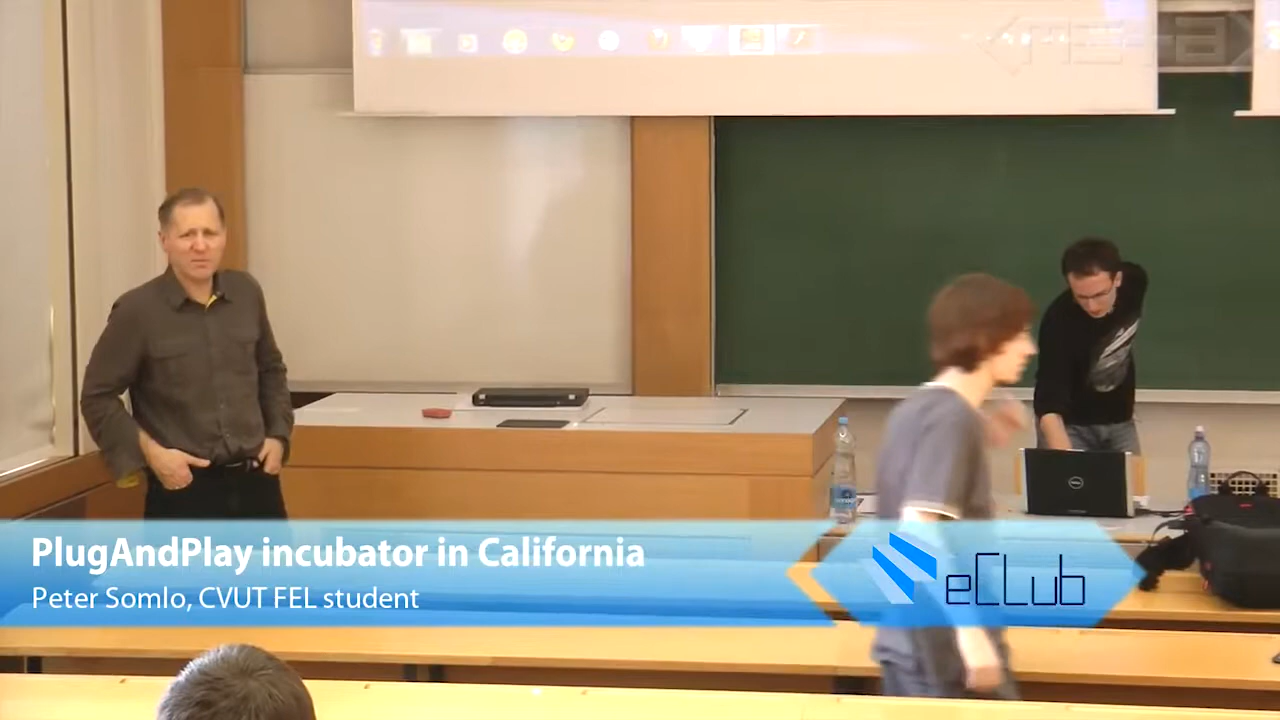 PlugAndPlay incubator in California
Peter Somlo, CVUT FEL student
eCLub